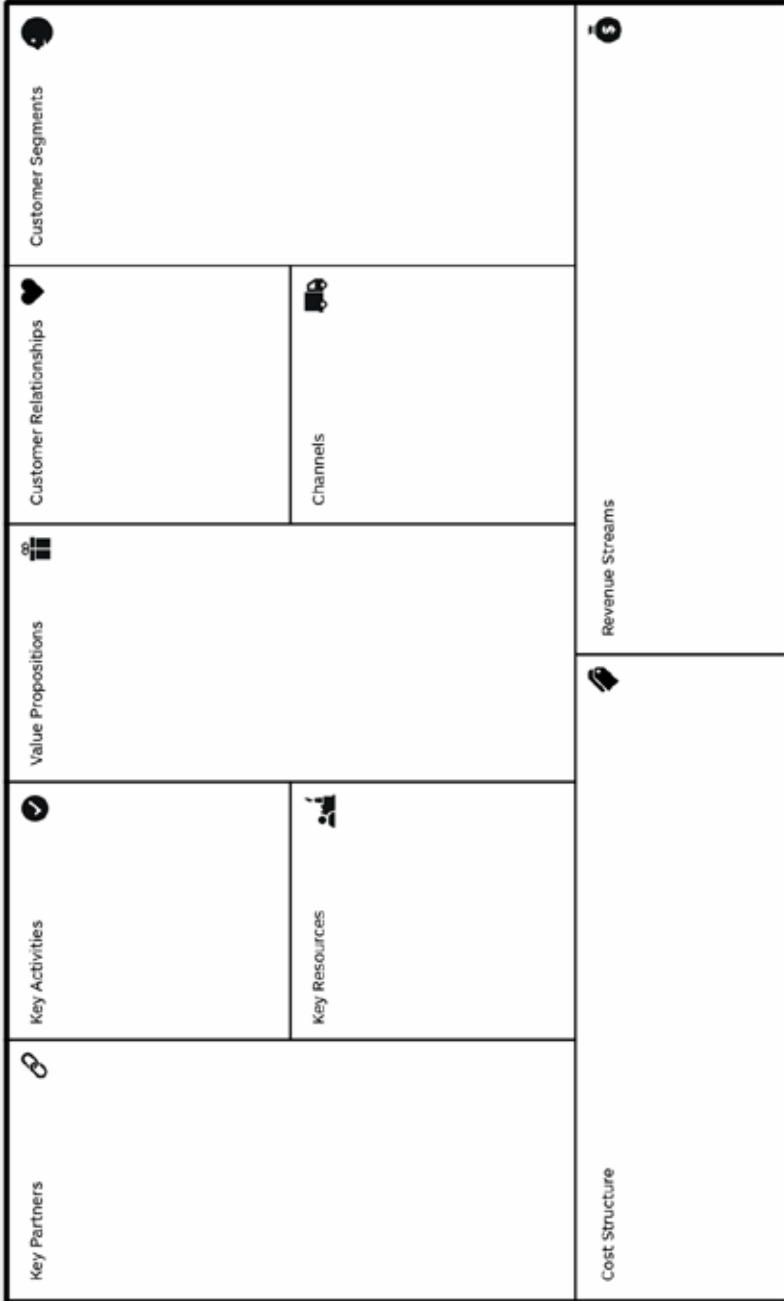 Key Partners
Key Activities
Key Resources
Value Propositions
Customer Relationships
Channels
Customer Segments
Cost Structure
Revenue Streams